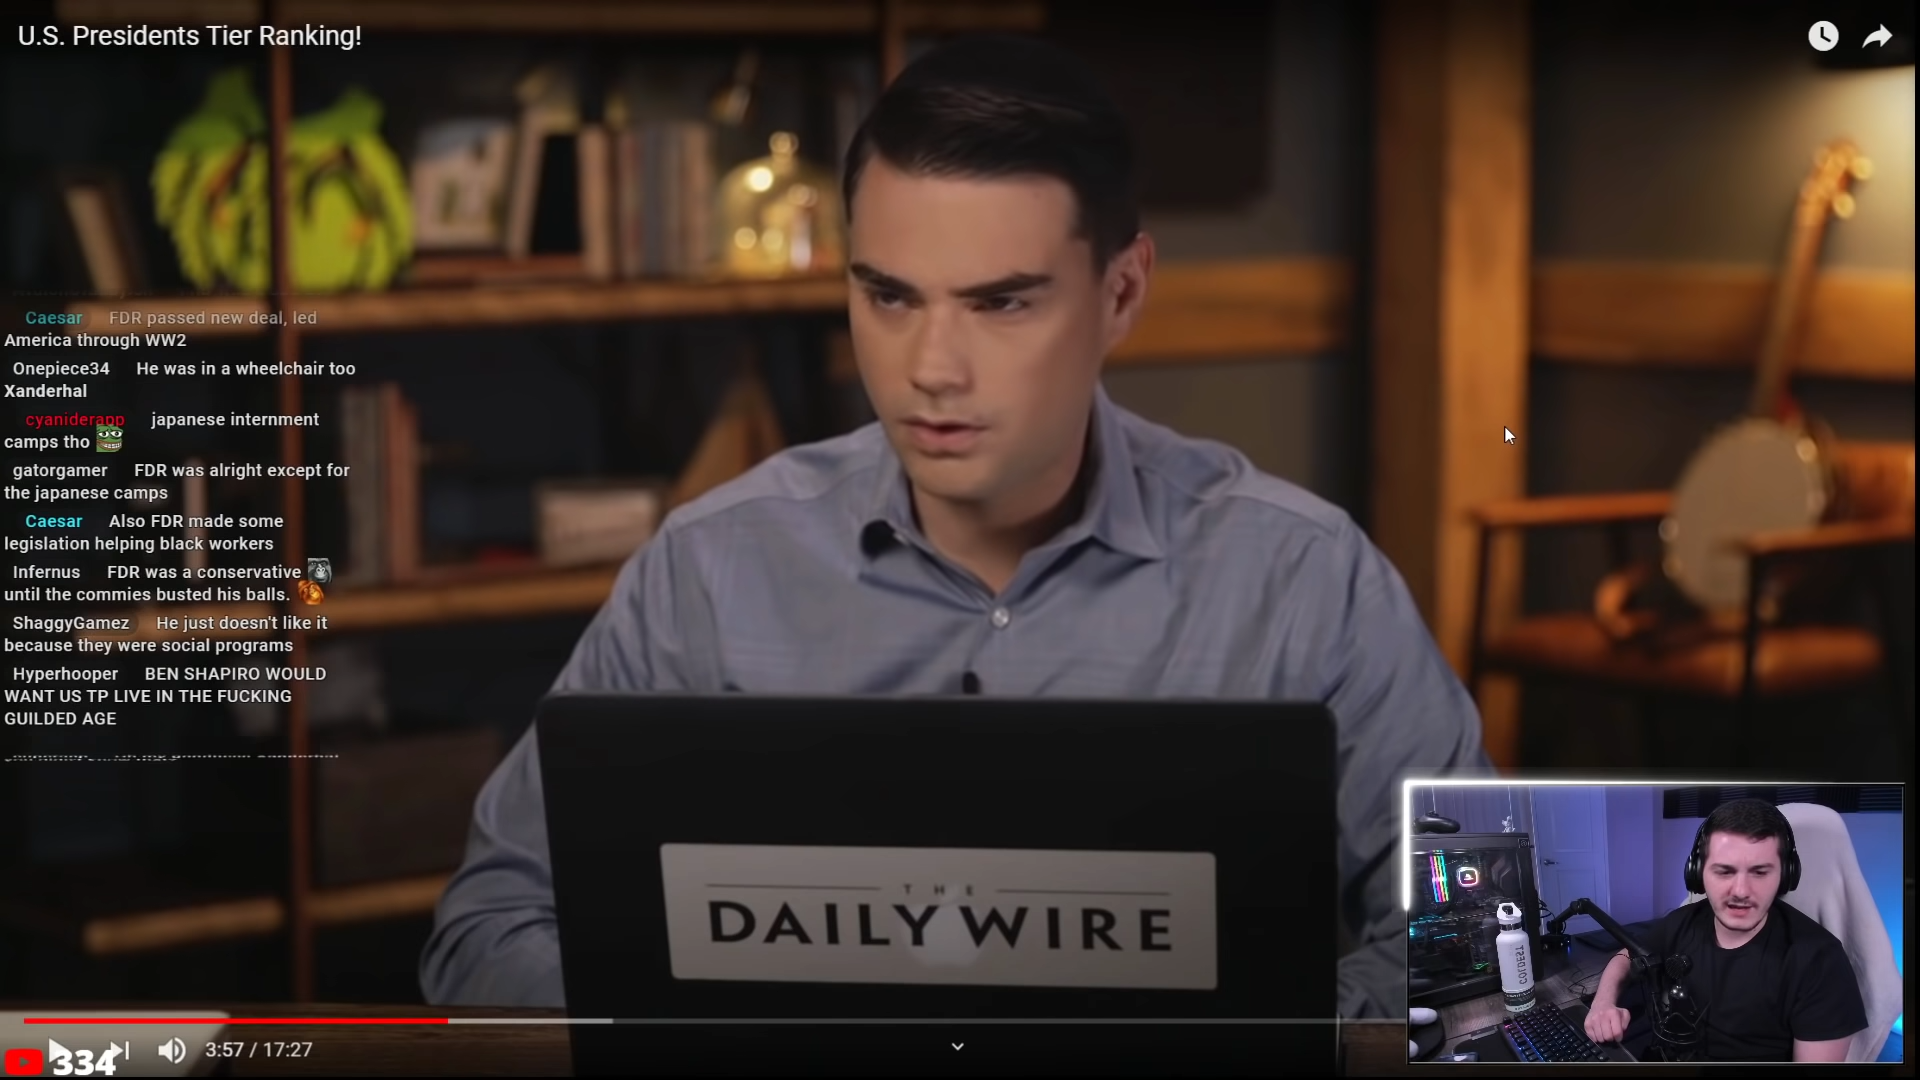 U.S. Presidents Tier Ranking!
Caesar FDR passed new deal, led
America through WW2
Onepiece34 He was in a wheelchair too
Xanderhal
cyaniderapp japanese internment
camps tho
gatorgamer FDR was alright except for
the japanese camps
Caesar Also FDR made some
legislation helping black workers
Infernus FDR was a conservative
until the commies busted his balls.
ShaggyGamez He just doesn't like it
because they were social programs
Hyperhooper BEN SHAPIRO WOULD
WANT US TP LIVE IN THE FUCKING
GUILDED AGE
THE
DAILY WIRE
COLDEST
3:57 / 17:27
334